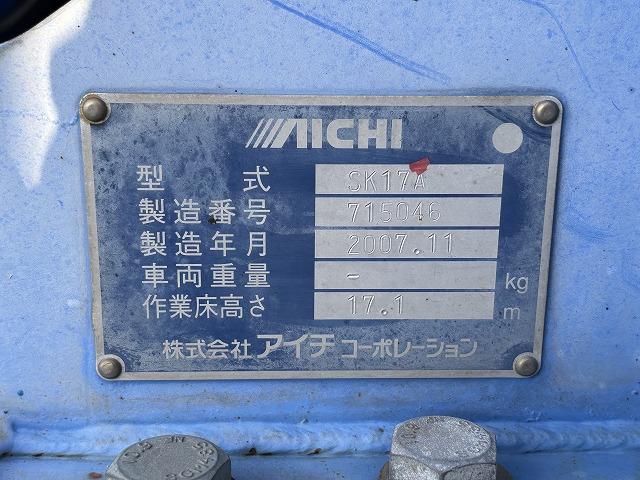 AICHI
型式 SK17A
製造番号 715046
製造年月 2007.11
車両重量 - kg
作業床高さ 17.1 m
株式会社 アイチ コーポレーション